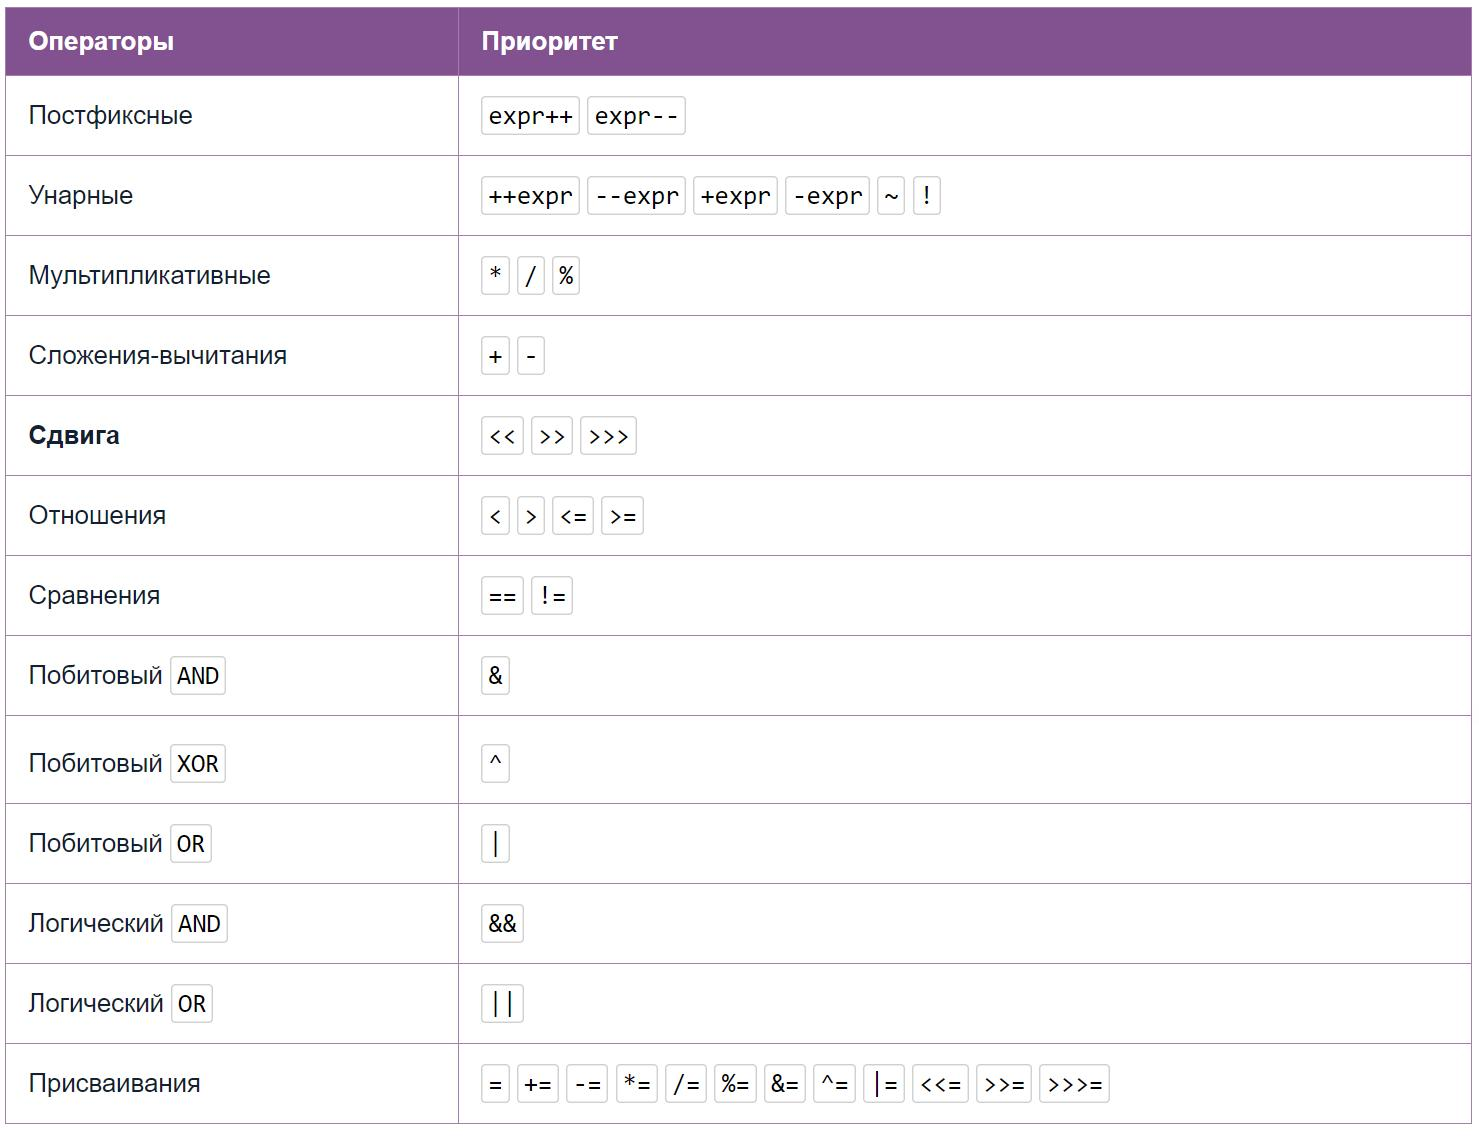 Операторы Приоритет
Постфиксные expr++ expr--
Унарные ++expr --expr +expr -expr ~ !
Мультипликативные * / %
Сложения-вычитания + -
Сдвига << >> >>>
Отношения < > <= >=
Сравнения == !=
Побитовый AND &
Побитовый XOR ^
Побитовый OR |
Логический AND &&
Логический OR ||
Присваивания = += -= *= /= %= &= ^= |= <<= >>= >>>=